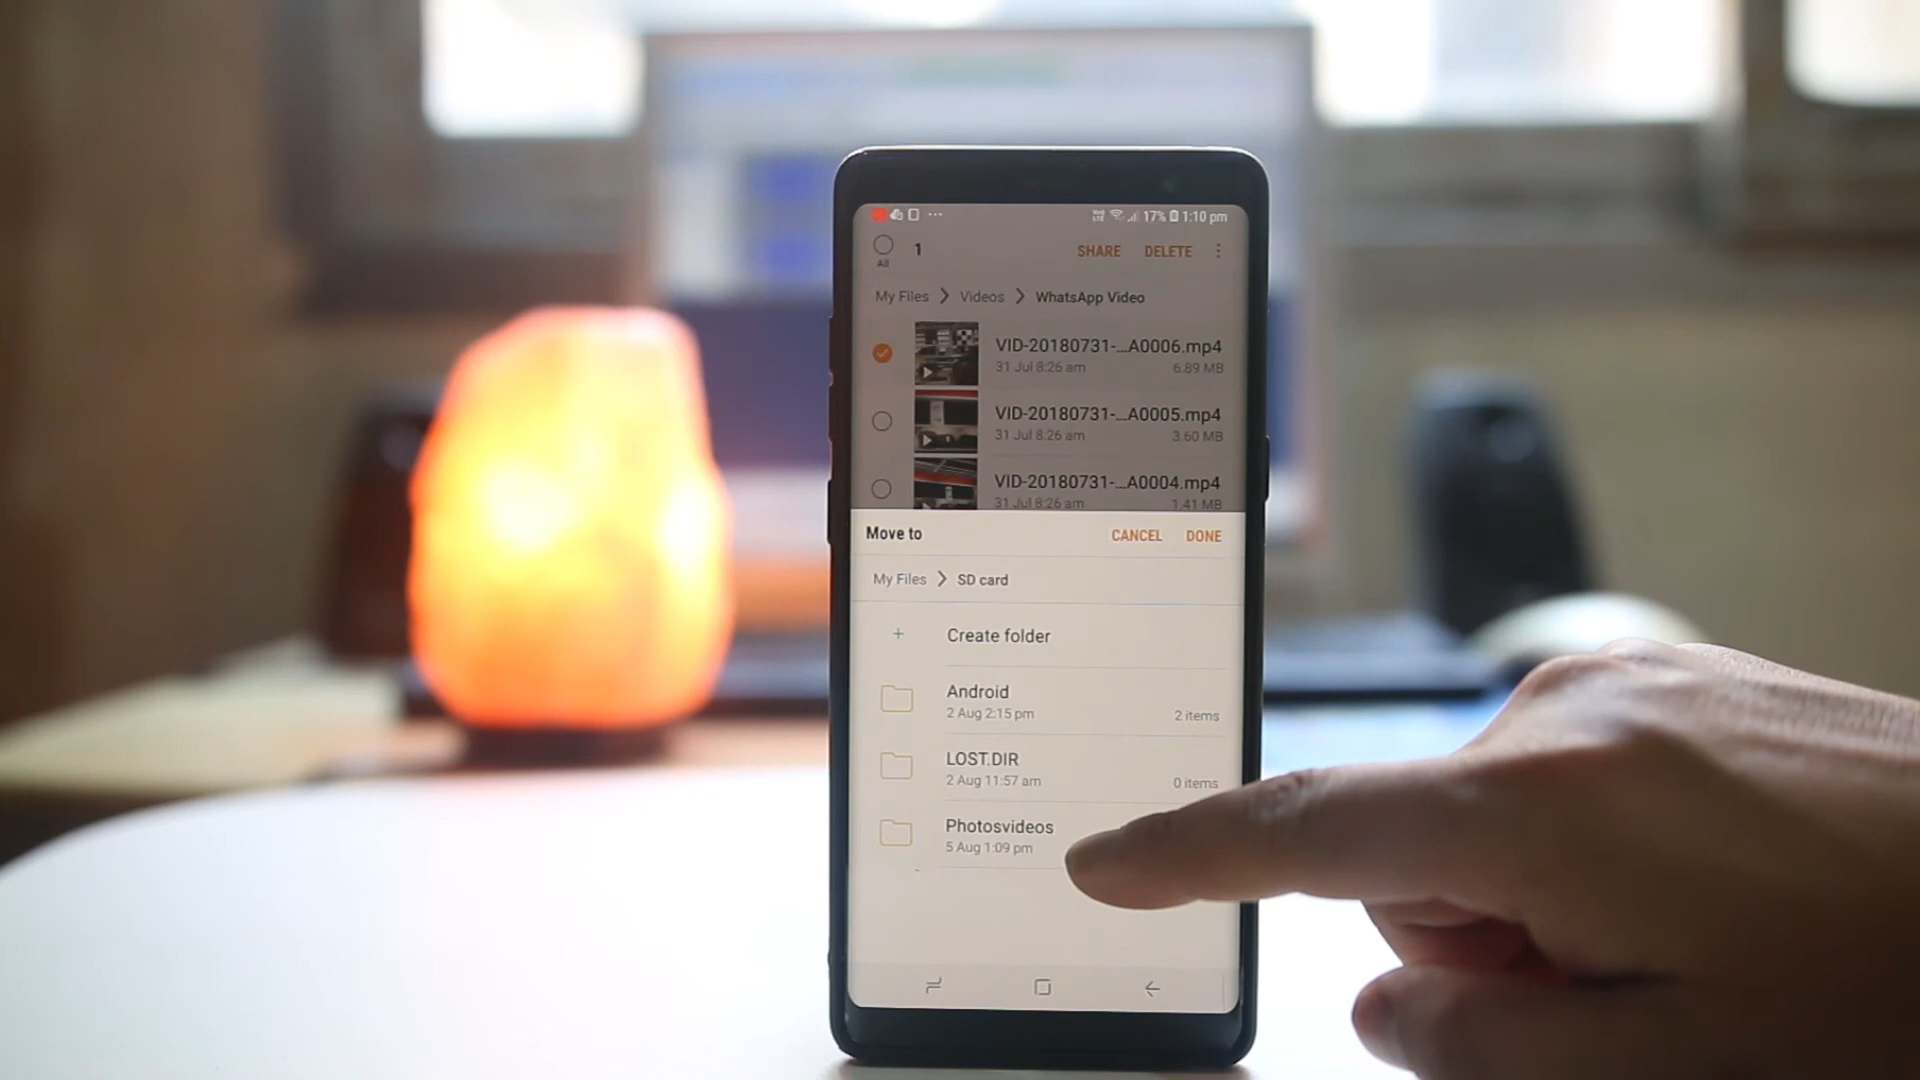 17% 1:10 pm
All 1 SHARE DELETE
My Files > Videos > WhatsApp Video
VID-20180731-...A0006.mp4
31 Jul 8:26 am 6.89 MB
VID-20180731-...A0005.mp4
31 Jul 8:26 am 3.60 MB
VID-20180731-...A0004.mp4
31 Jul 8:26 am 1.41 MB
Move to CANCEL DONE
My Files > SD card
+ Create folder
Android
2 Aug 2:15 pm 2 items
LOST.DIR
2 Aug 11:57 am 0 items
Photosvideos
5 Aug 1:09 pm